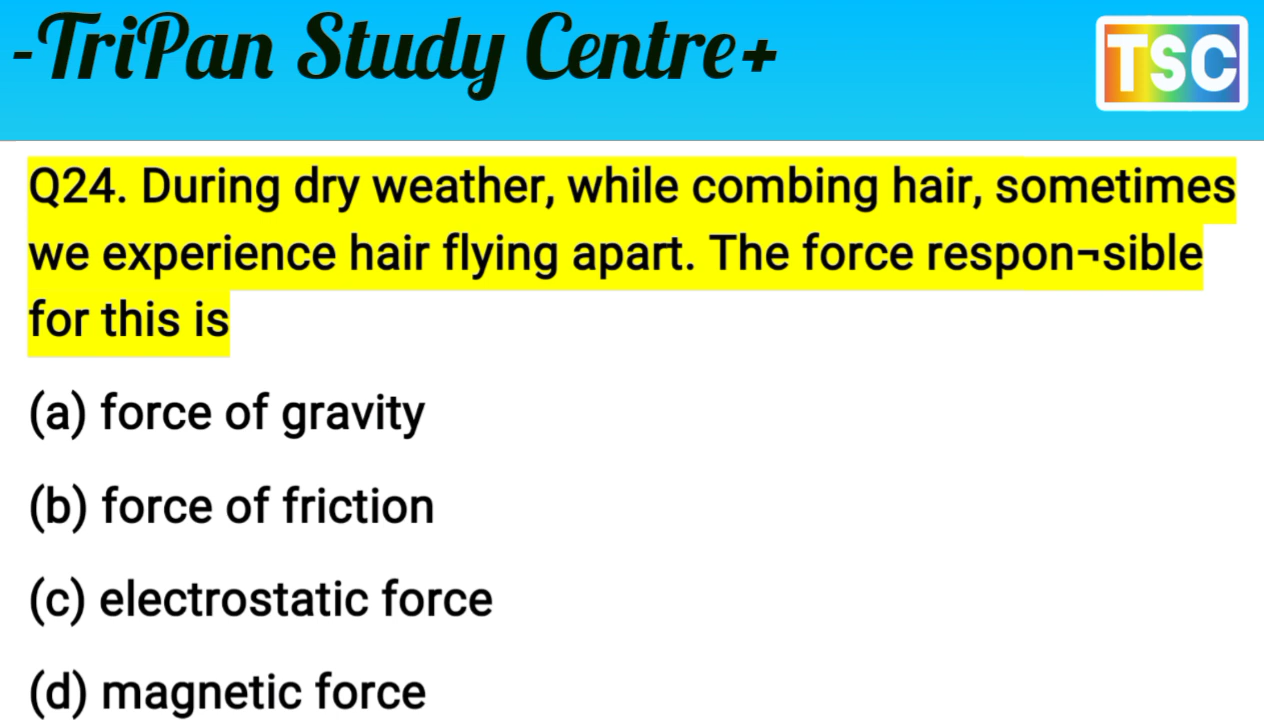 -TriPan Study Centre+
TSC
Q24. During dry weather, while combing hair, sometimes
we experience hair flying apart. The force respon¬sible
for this is
(a) force of gravity
(b) force of friction
(c) electrostatic force
(d) magnetic force